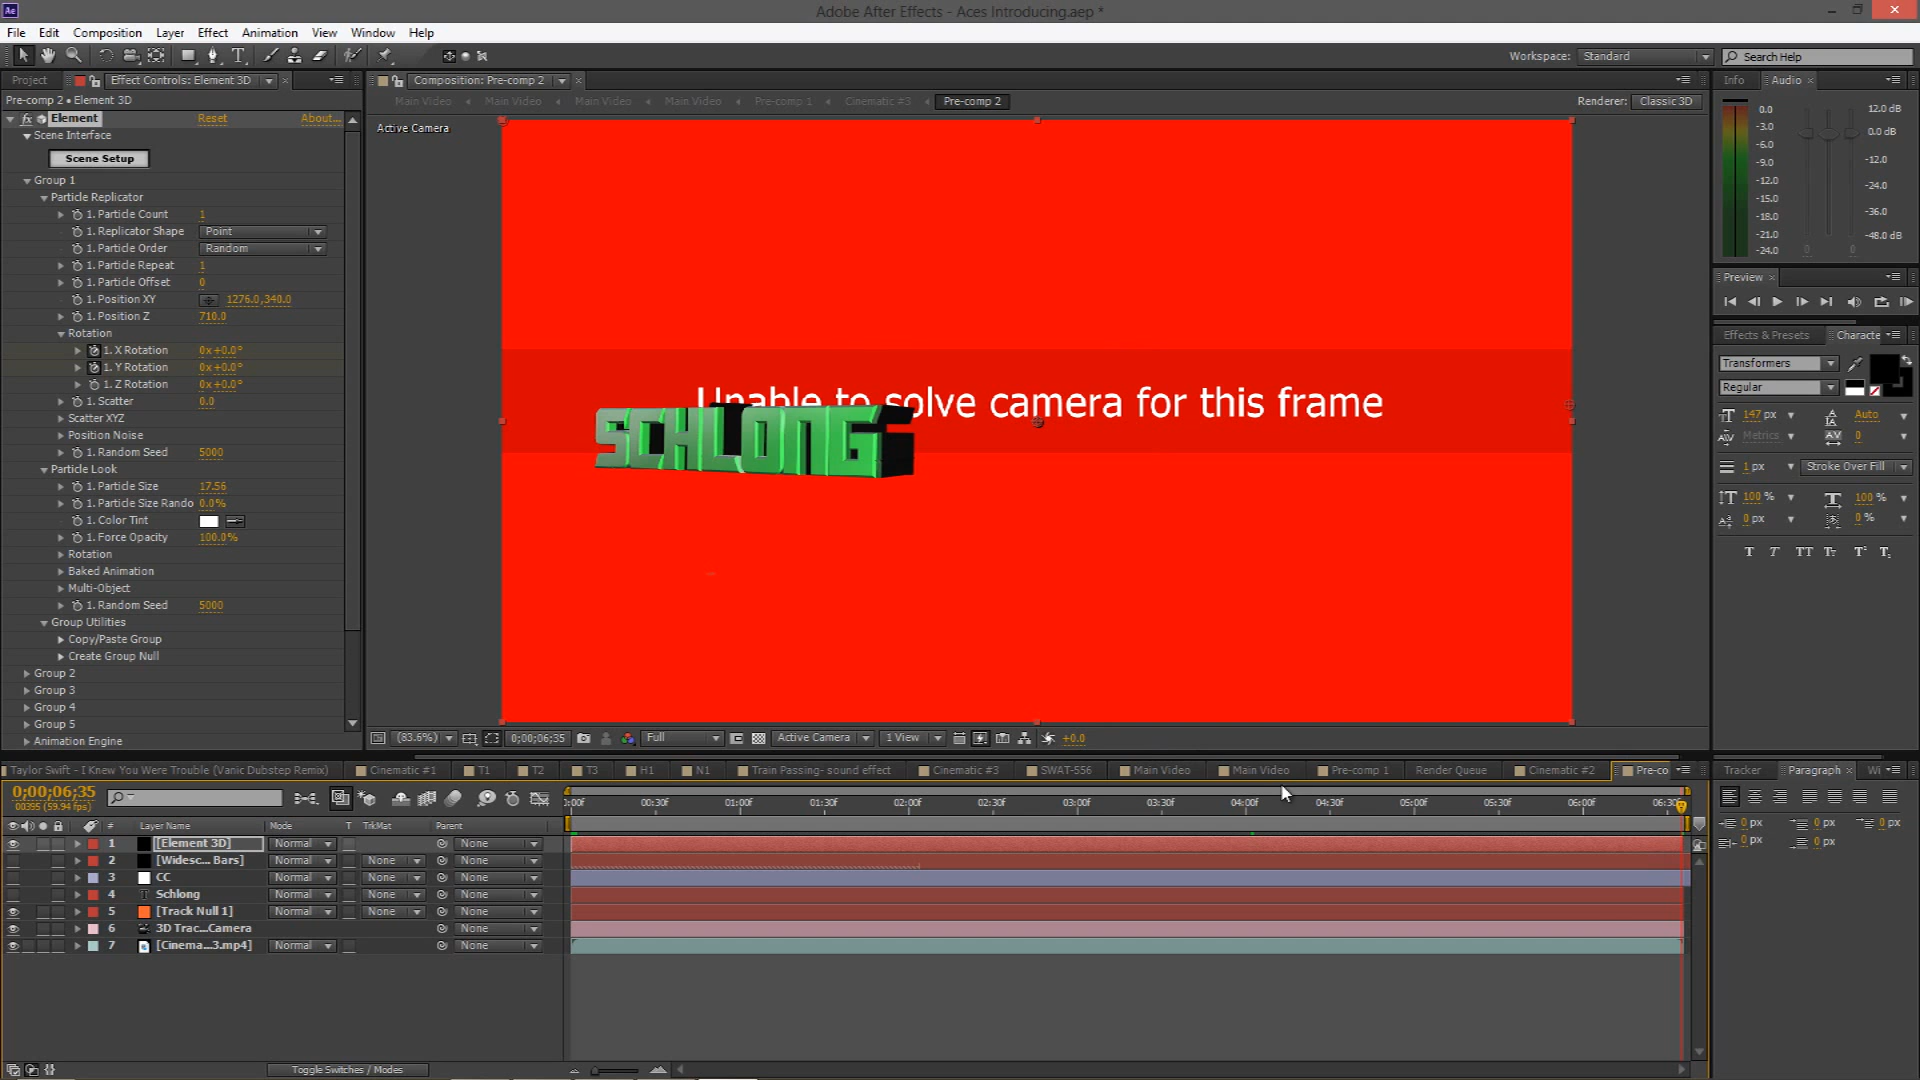 Ae Adobe After Effects - Aces Introducing.aep *
File Edit Composition Layer Effect Animation View Window Help
Workspace: Standard Search Help
Project Effect Controls: Element 3D
Pre-comp 2 • Element 3D
fx Element Reset About...
Scene Interface
Scene Setup
Group 1
Particle Replicator
1. Particle Count 1
1. Replicator Shape Point
1. Particle Order Random
1. Particle Repeat 1
1. Particle Offset 0
1. Position XY 1276.0,340.0
1. Position Z 710.0
Rotation
1. X Rotation 0x+0.0°
1. Y Rotation 0x+0.0°
1. Z Rotation 0x+0.0°
1. Scatter 0.0
Scatter XYZ
Position Noise
1. Random Seed 5000
Particle Look
1. Particle Size 17.56
1. Particle Size Rando 0.0%
1. Color Tint
1. Force Opacity 100.0%
Rotation
Baked Animation
Multi-Object
1. Random Seed 5000
Group Utilities
Copy/Paste Group
Create Group Null
Group 2
Group 3
Group 4
Group 5
Animation Engine
Composition: Pre-comp 2
Main Video Main Video Main Video Main Video Pre-comp 1 Cinematic #3 Pre-comp 2 Renderer: Classic 3D
Active Camera
Unable to solve camera for this frame
SCHLONG
(83.6%) 0;00;06;35 Full Active Camera 1 View +0.0
Info Audio
0.0 12.0 dB
-3.0 0.0 dB
-6.0
-9.0 -12.0
-12.0
-15.0 -24.0
-18.0 -36.0
-21.0 -48.0 dB
-24.0 0 0
Preview
Effects & Presets Characte
Transformers
Regular
147 px Auto
Metrics 0
1 px Stroke Over Fill
100 % 100 %
0 px 0 %
T T TT Tt T¹ T₁
Taylor Swift - I Knew You Were Trouble (Vanic Dubstep Remix) Cinematic #1 T1 T2 T3 H1 N1 Train Passing- sound effect Cinematic #3 SWAT-556 Main Video Main Video Pre-comp 1 Render Queue Cinematic #2 Pre-co
0;00;06;35
00395 (59.94 fps)
0:00f 00:30f 01:00f 01:30f 02:00f 02:30f 03:00f 03:30f 04:00f 04:30f 05:00f 05:30f 06:00f 06:30f
# Layer Name Mode T TrkMat Parent
1 [Element 3D] Normal None
2 [Widesc... Bars] Normal None None
3 CC Normal None None
4 T Schlong Normal None None
5 [Track Null 1] Normal None None
6 3D Trac...Camera None
7 [Cinema...3.mp4] Normal None
Toggle Switches / Modes
Tracker Paragraph Wi
0 px 0 px 0 px
0 px 0 px